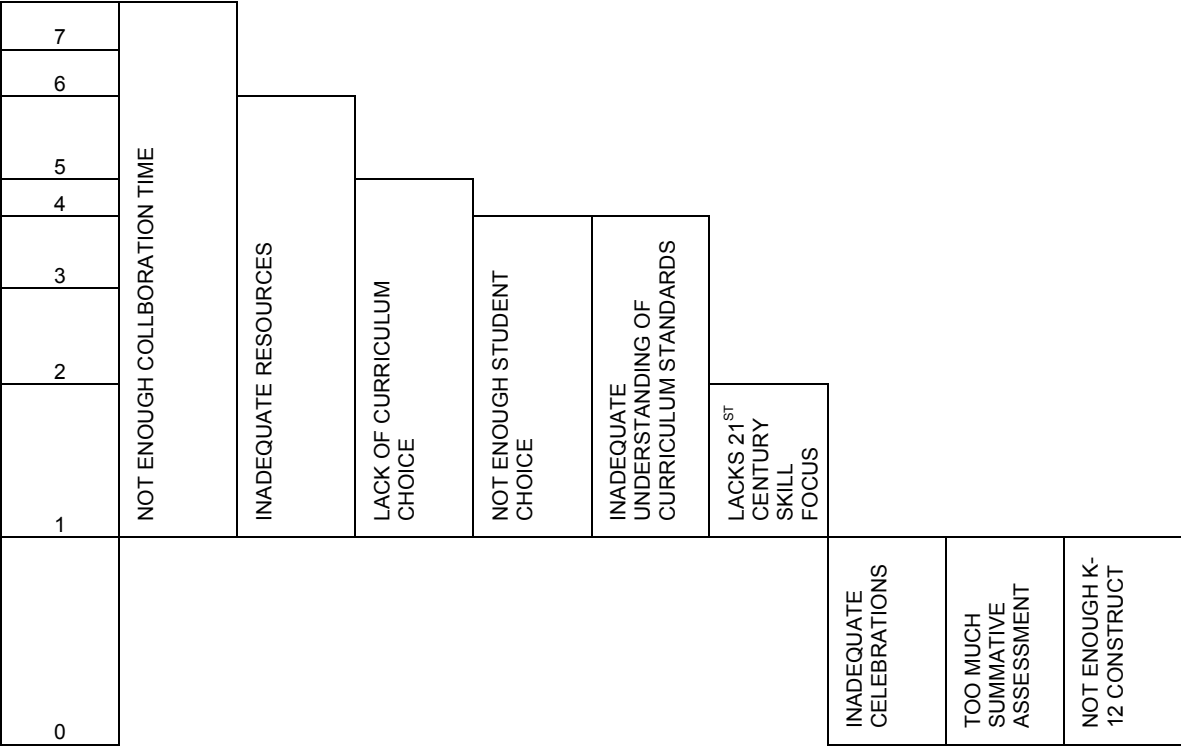 7
6
5
4
3
2
1
0
NOT ENOUGH COLLBORATION TIME
INADEQUATE RESOURCES
LACK OF CURRICULUM
CHOICE
NOT ENOUGH STUDENT
CHOICE
INADEQUATE
UNDERSTANDING OF
CURRICULUM STANDARDS
LACKS 21ST
CENTURY
SKILL
FOCUS
INADEQUATE
CELEBRATIONS
TOO MUCH
SUMMATIVE
ASSESSMENT
NOT ENOUGH K-
12 CONSTRUCT